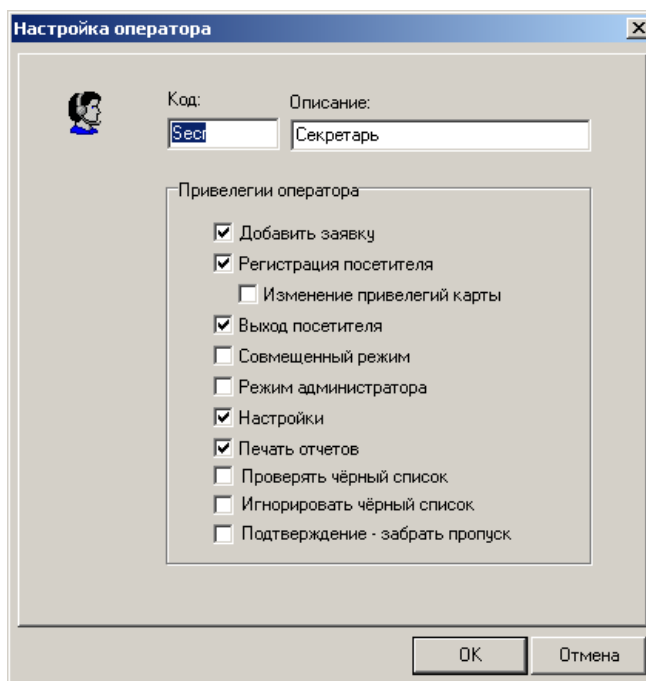 Настройка оператора
Код: Описание:
Secr Секретарь
Привелегии оператора
Добавить заявку
Регистрация посетителя
Изменение привелегий карты
Выход посетителя
Совмещенный режим
Режим администратора
Настройки
Печать отчетов
Проверять чёрный список
Игнорировать чёрный список
Подтверждение - забрать пропуск
OK Отмена